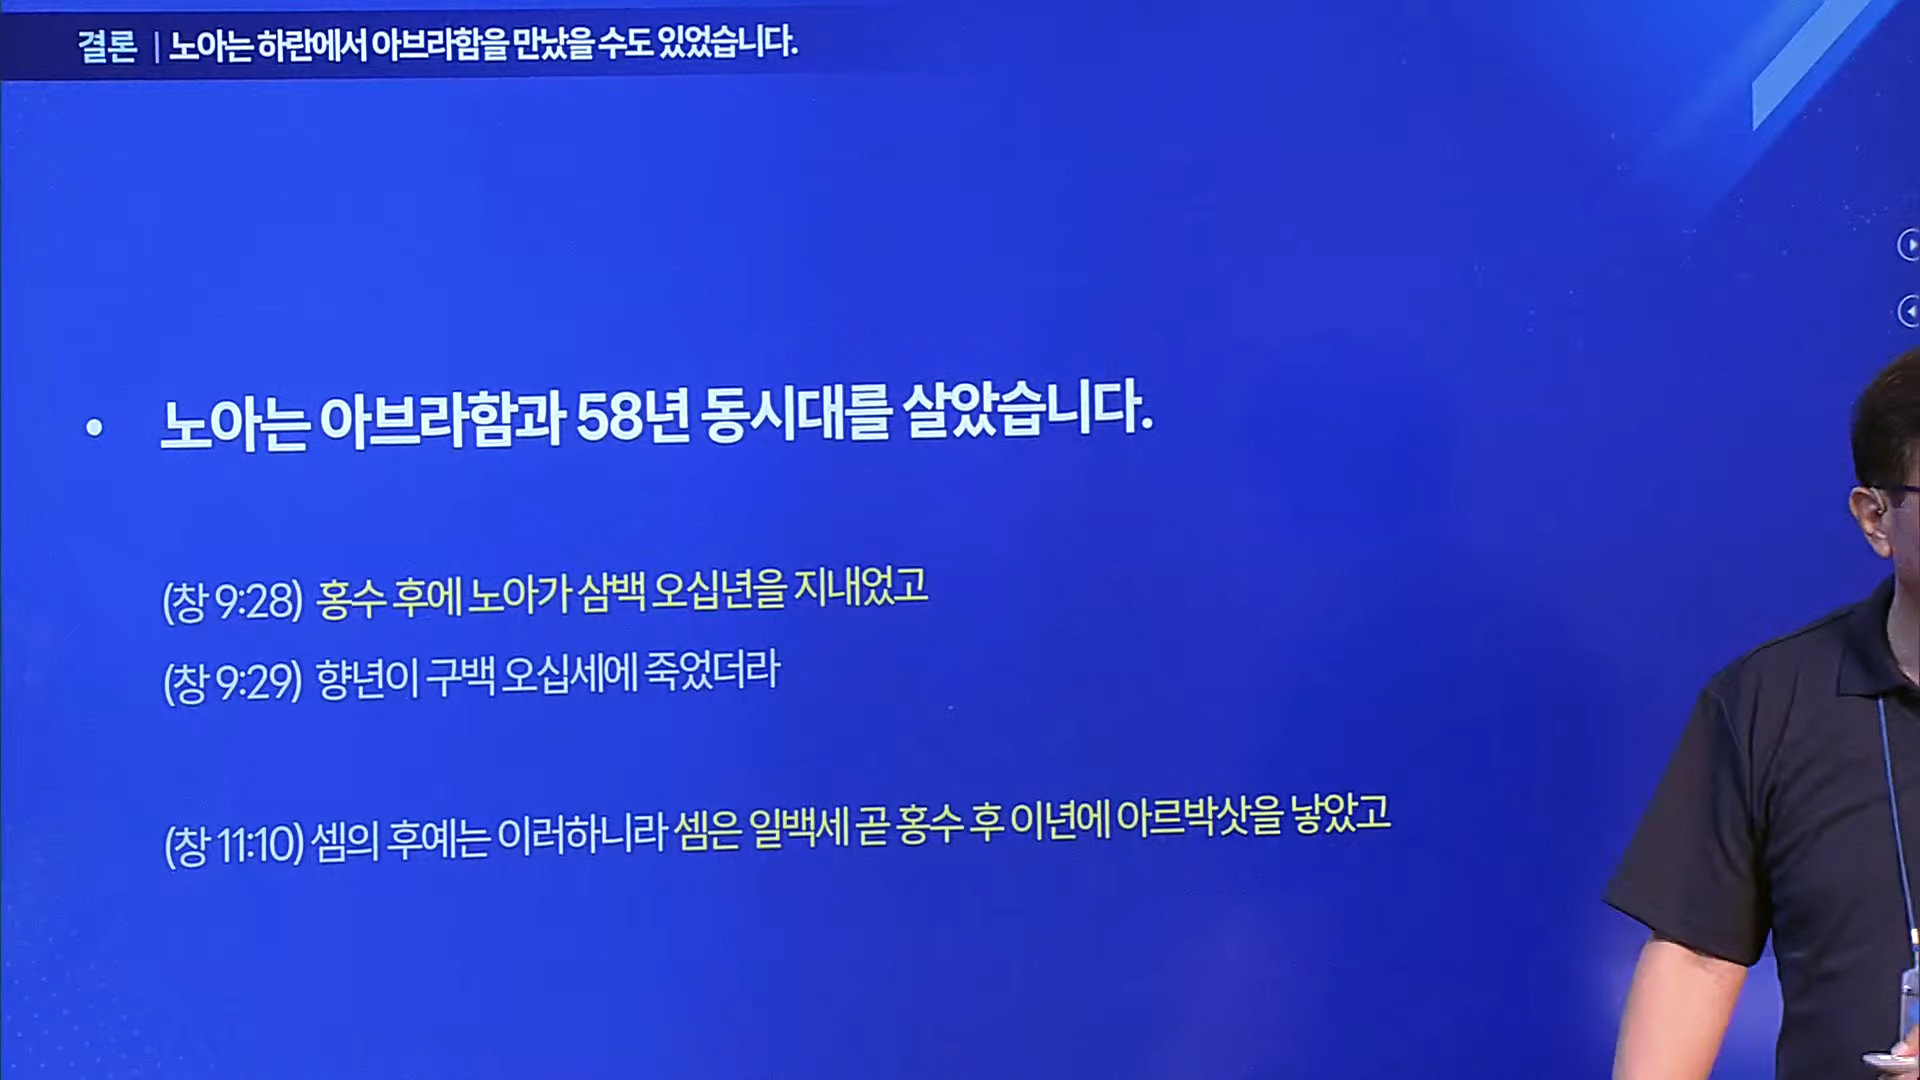 결론 | 노아는 하란에서 아브라함을 만났을 수도 있었습니다.
• 노아는 아브라함과 58년 동시대를 살았습니다.
(창 9:28) 홍수 후에 노아가 삼백 오십년을 지내었고
(창 9:29) 향년이 구백 오십세에 죽었더라
(창 11:10) 셈의 후예는 이러하니라 셈은 일백세 곧 홍수 후 이년에 아르박삿을 낳았고